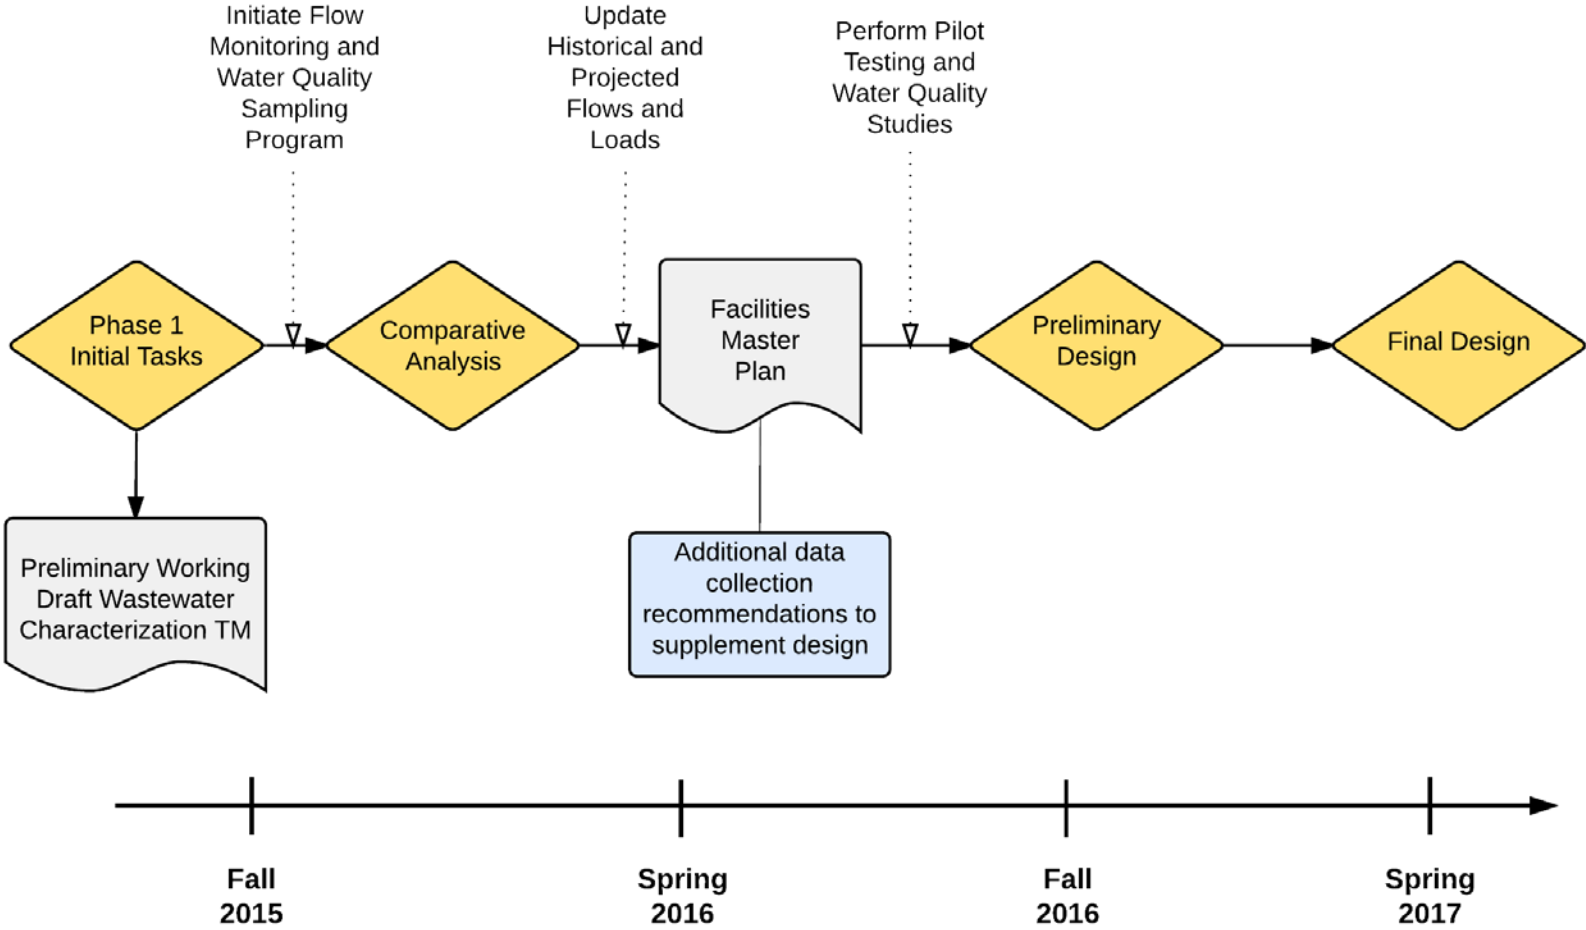 Initiate Flow
Monitoring and
Water Quality
Sampling
Program
Update
Historical and
Projected
Flows and
Loads
Perform Pilot
Testing and
Water Quality
Studies
Phase 1
Initial Tasks
Comparative
Analysis
Facilities
Master
Plan
Preliminary
Design
Final Design
Preliminary Working
Draft Wastewater
Characterization TM
Additional data
collection
recommendations to
supplement design
Fall
2015
Spring
2016
Fall
2016
Spring
2017